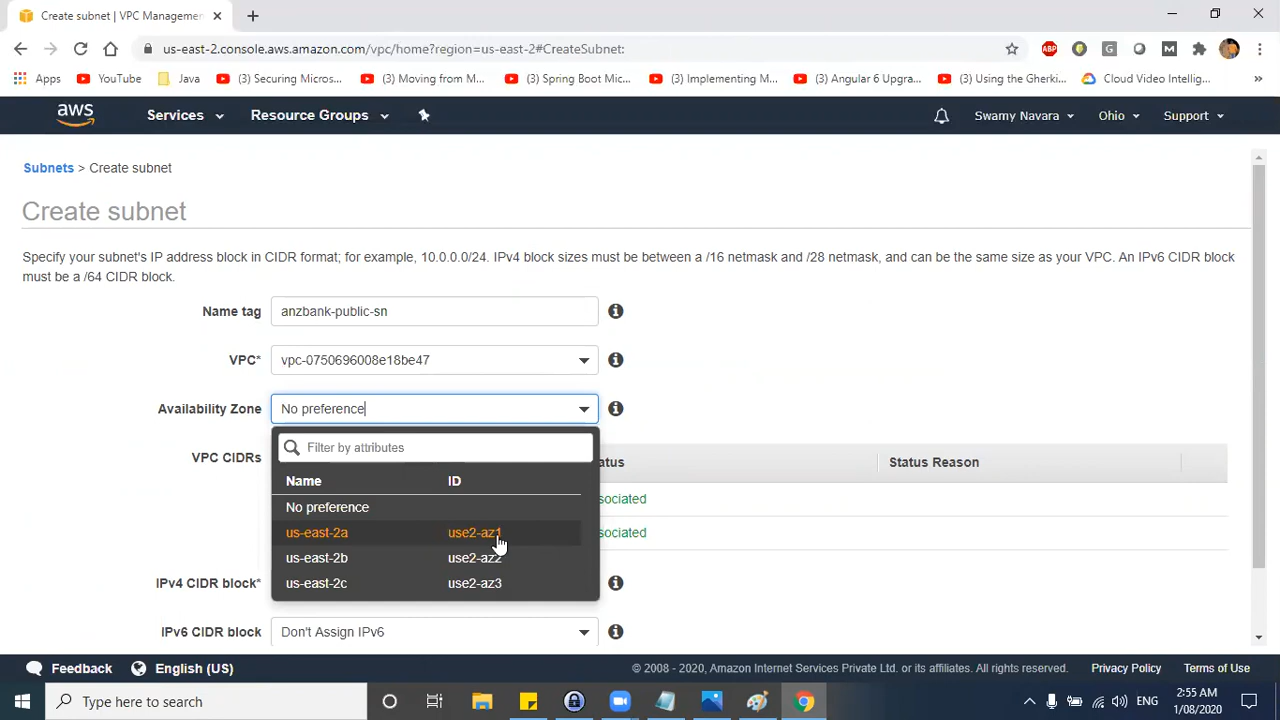 Create subnet | VPC Managemen
us-east-2.console.aws.amazon.com/vpc/home?region=us-east-2#CreateSubnet:
ABP G M
Apps YouTube Java (3) Securing Micros... (3) Moving from M... (3) Spring Boot Mic... (3) Implementing M... (3) Angular 6 Upgra... (3) Using the Gherki... Cloud Video Intellig... »
aws Services Resource Groups Swamy Navara Ohio Support
Subnets > Create subnet
Create subnet
Specify your subnet's IP address block in CIDR format; for example, 10.0.0.0/24. IPv4 block sizes must be between a /16 netmask and /28 netmask, and can be the same size as your VPC. An IPv6 CIDR block
must be a /64 CIDR block.
Name tag anzbank-public-sn
VPC* vpc-0750696008e18be47
Availability Zone No preference
Filter by attributes
VPC CIDRs atus Status Reason
Name ID
sociated
No preference
us-east-2a use2-az1 sociated
us-east-2b use2-az2
us-east-2c use2-az3
IPv4 CIDR block*
IPv6 CIDR block Don't Assign IPv6
Feedback English (US) © 2008 - 2020, Amazon Internet Services Private Ltd. or its affiliates. All rights reserved. Privacy Policy Terms of Use
Type here to search ENG 2:55 AM
1/08/2020